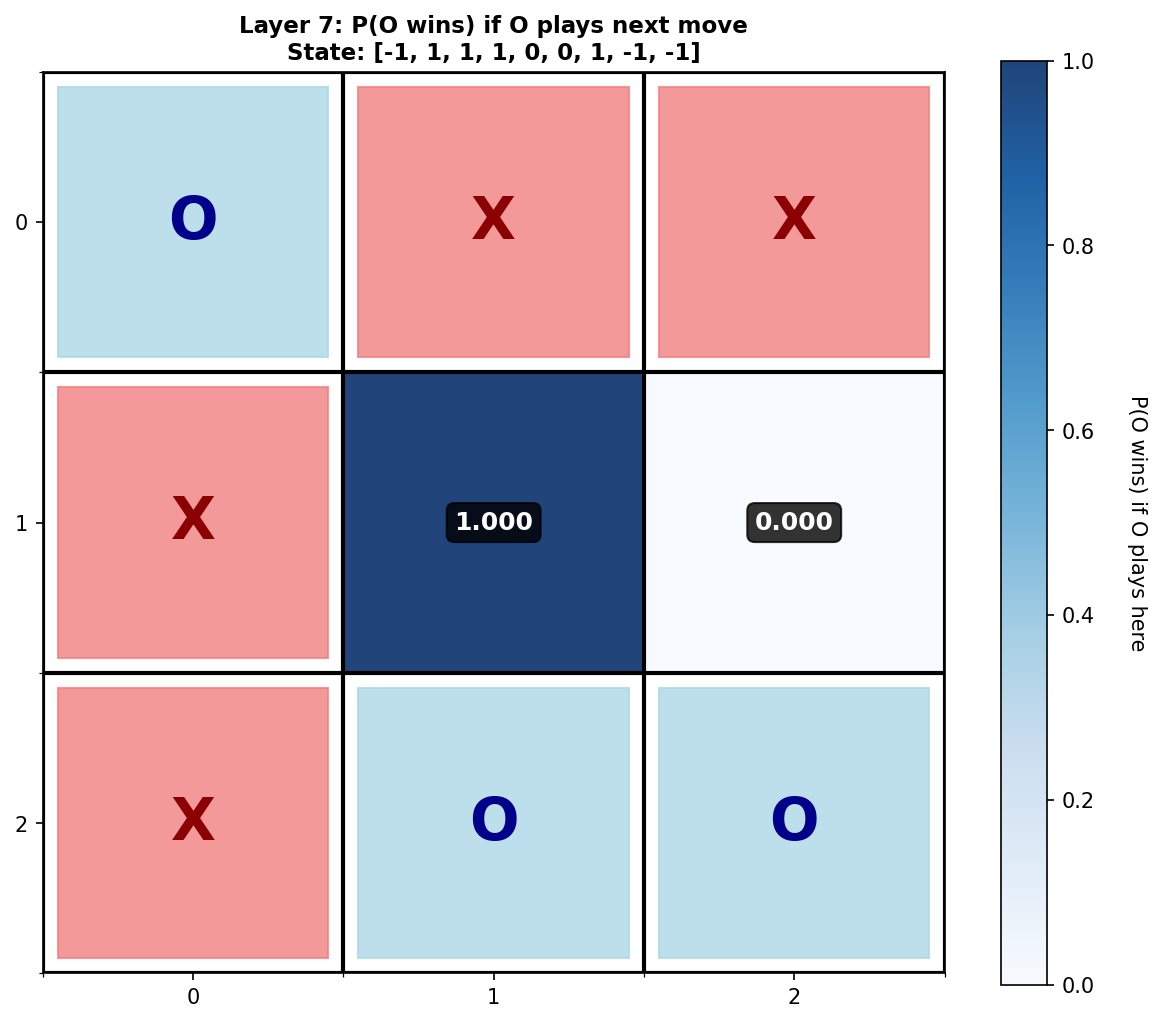 Layer 7: P(O wins) if O plays next move
State: [-1, 1, 1, 1, 0, 0, 1, -1, -1]
0
O
X
X
1
X
1.000
0.000
2
X
O
O
0
1
2
1.0
0.8
0.6
0.4
0.2
0.0
P(O wins) if O plays here